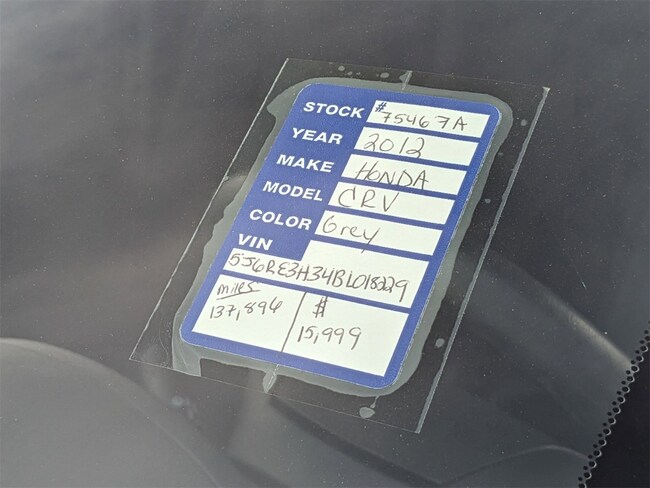 STOCK # 75467A
YEAR 2012
MAKE HONDA
MODEL CRV
COLOR Grey
VIN
5J6RE3H34BL018229
miles #
137,896 15,999